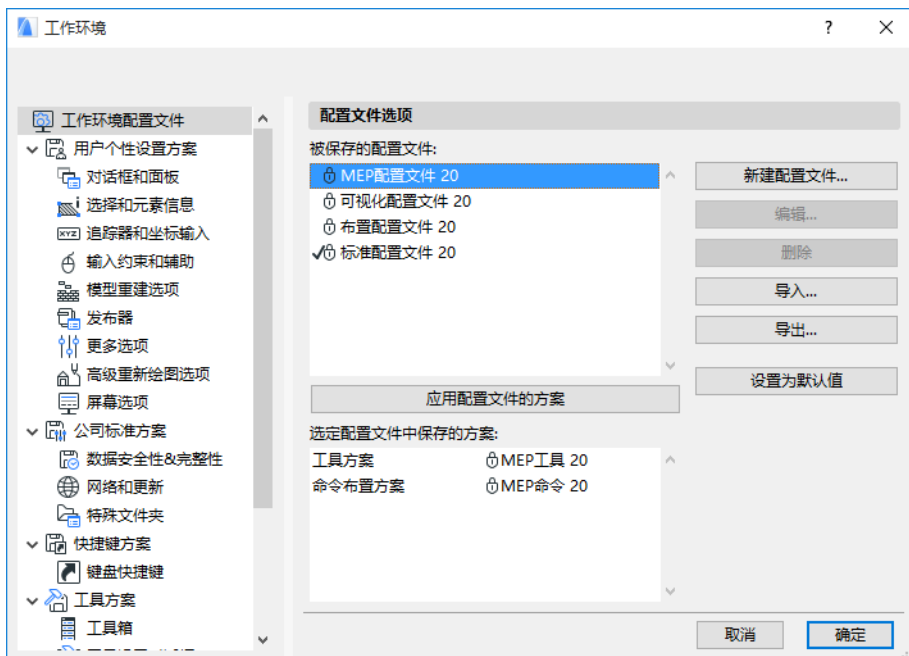 工作环境
?
工作环境配置文件
用户个性设置方案
对话框和面板
选择和元素信息
XYZ 追踪器和坐标输入
输入约束和辅助
模型重建选项
发布器
更多选项
高级重新绘图选项
屏幕选项
公司标准方案
数据安全性&完整性
网络和更新
特殊文件夹
快捷键方案
键盘快捷键
工具方案
工具箱
配置文件选项
被保存的配置文件:
MEP配置文件 20
可视化配置文件 20
布置配置文件 20
标准配置文件 20
新建配置文件...
编辑...
删除
导入...
导出...
设置为默认值
应用配置文件的方案
选定配置文件中保存的方案:
工具方案 MEP工具 20
命令布置方案 MEP命令 20
取消 确定